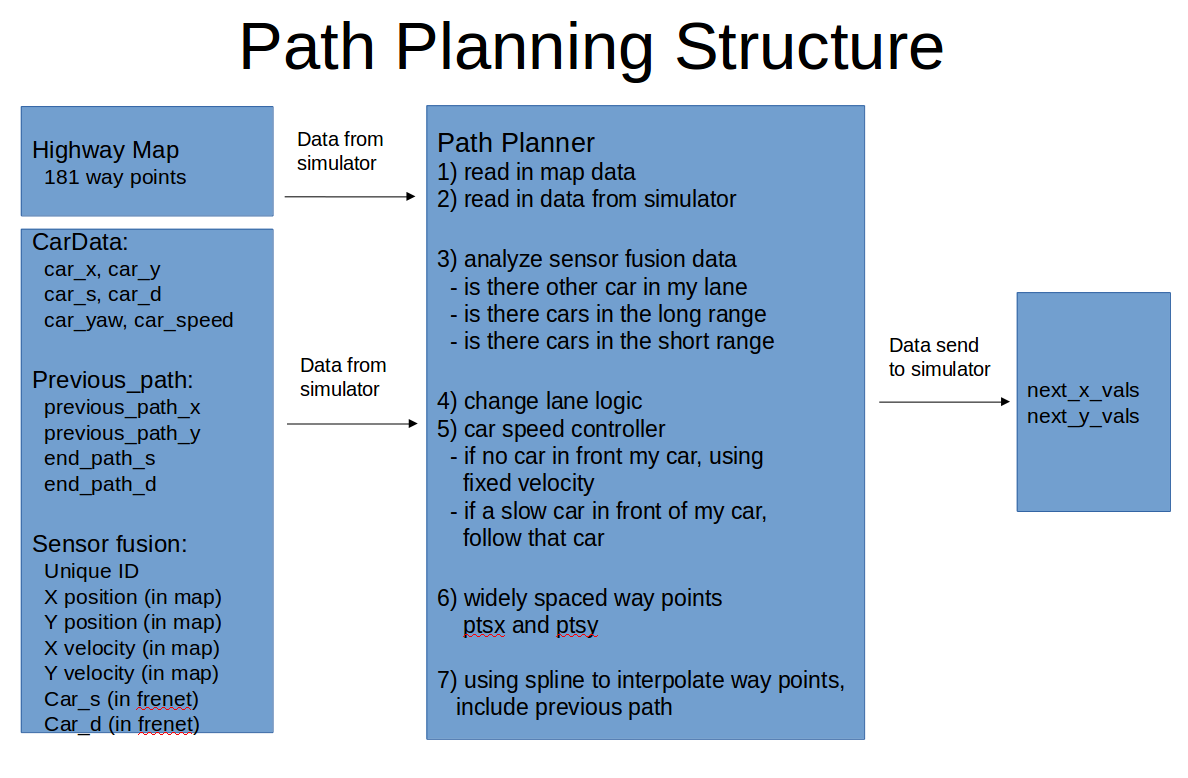 Path Planning Structure
Highway Map
181 way points
Data from
simulator
CarData:
car_x, car_y
car_s, car_d
car_yaw, car_speed
Previous_path:
previous_path_x
previous_path_y
end_path_s
end_path_d
Sensor fusion:
Unique ID
X position (in map)
Y position (in map)
X velocity (in map)
Y velocity (in map)
Car_s (in frenet)
Car_d (in frenet)
Data from
simulator
Path Planner
1) read in map data
2) read in data from simulator
3) analyze sensor fusion data
- is there other car in my lane
- is there cars in the long range
- is there cars in the short range
4) change lane logic
5) car speed controller
- if no car in front my car, using
fixed velocity
- if a slow car in front of my car,
follow that car
6) widely spaced way points
ptsx and ptsy
7) using spline to interpolate way points,
include previous path
Data send
to simulator
next_x_vals
next_y_vals